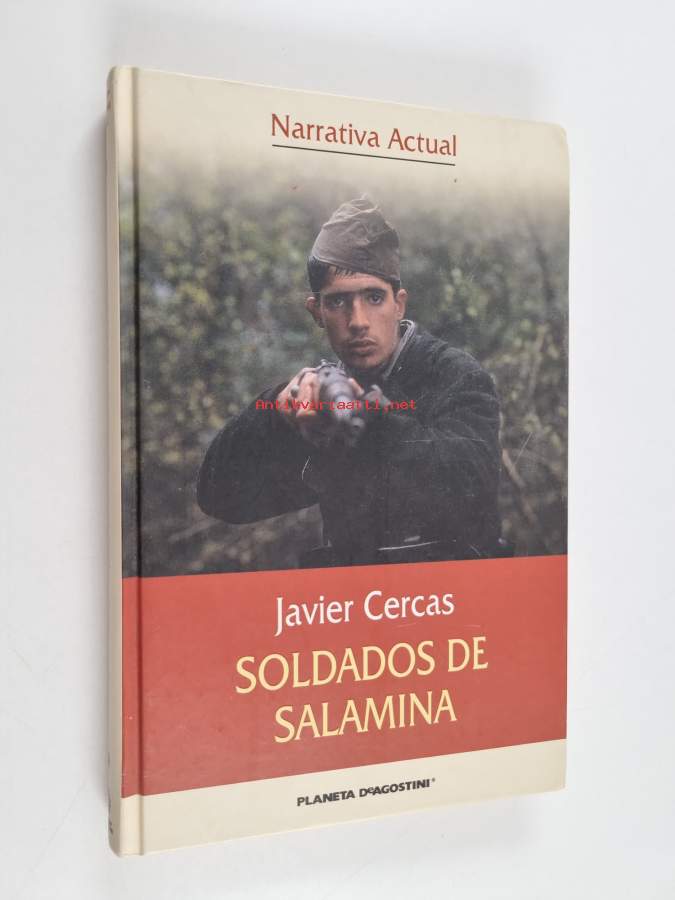 Narrativa Actual
Antikvariaatti.net
Javier Cercas
SOLDADOS DE
SALAMINA
PLANETA DeAGOSTINI®